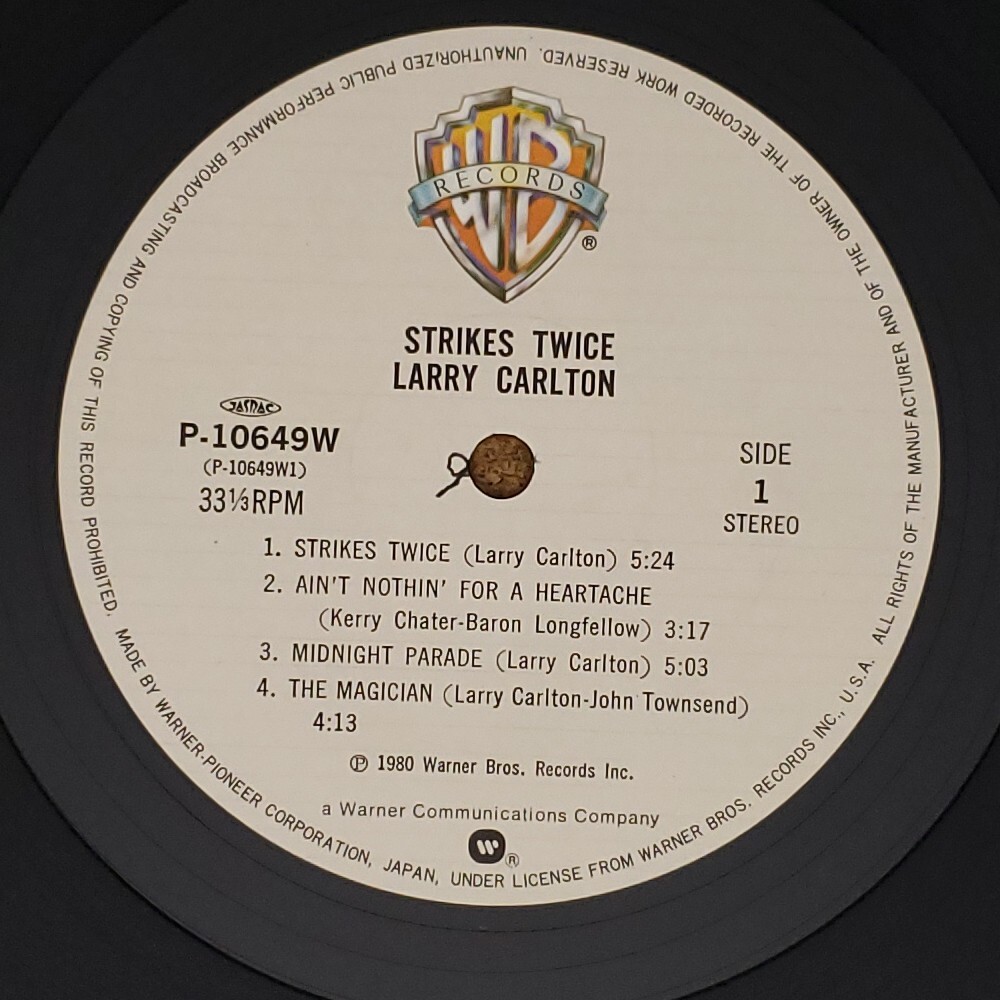 WB
RECORDS
®
STRIKES TWICE
LARRY CARLTON
JASRAC
P-10649W
(P-10649W1)
33⅓RPM
SIDE
1
STEREO
1. STRIKES TWICE (Larry Carlton) 5:24
2. AIN'T NOTHIN' FOR A HEARTACHE
(Kerry Chater-Baron Longfellow) 3:17
3. MIDNIGHT PARADE (Larry Carlton) 5:03
4. THE MAGICIAN (Larry Carlton-John Townsend)
4:13
℗ 1980 Warner Bros. Records Inc.
a Warner Communications Company
W ®
MADE BY WARNER-PIONEER CORPORATION, JAPAN, UNDER LICENSE FROM WARNER BROS. RECORDS INC., U.S.A. ALL RIGHTS OF THE MANUFACTURER AND OF THE OWNER OF THE RECORDED WORK RESERVED. UNAUTHORIZED PUBLIC PERFORMANCE BROADCASTING AND COPYING OF THIS RECORD PROHIBITED.